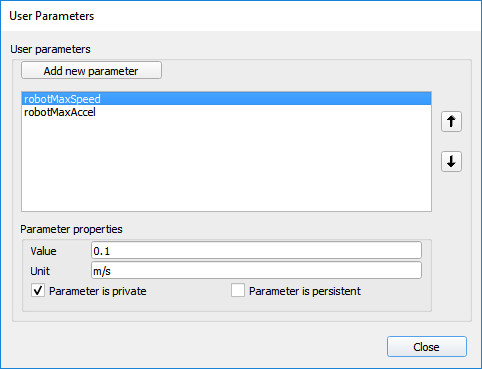 User Parameters
User parameters
Add new parameter
robotMaxSpeed
robotMaxAccel
Parameter properties
Value 0.1
Unit m/s
Parameter is private Parameter is persistent
Close